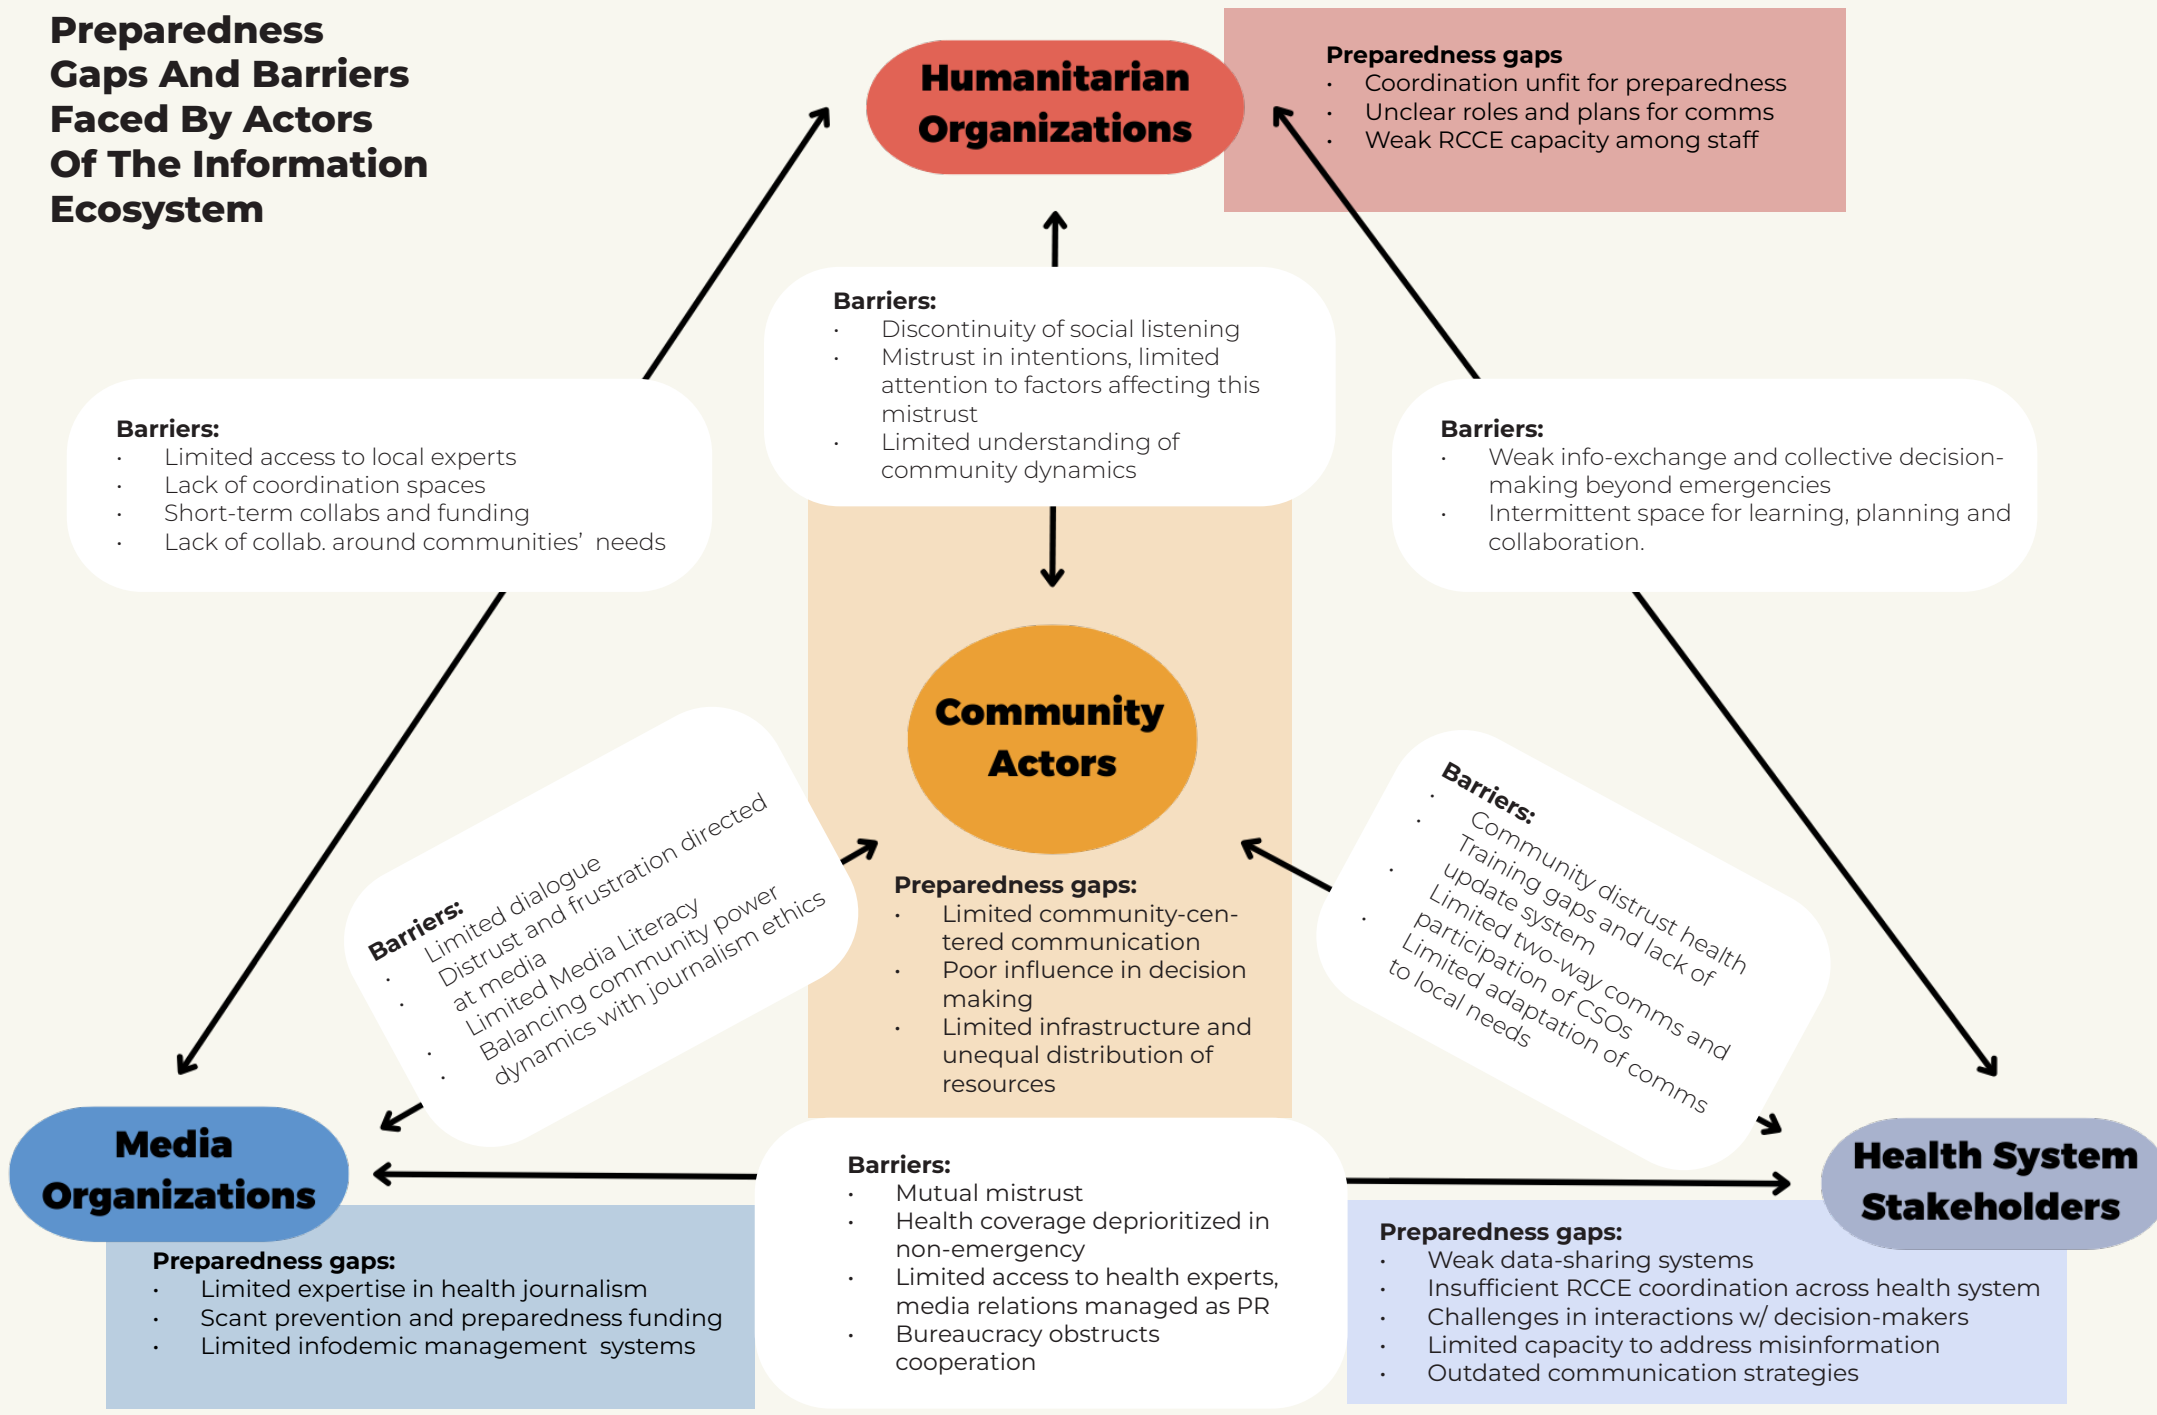 Preparedness
Gaps And Barriers
Faced By Actors
Of The Information
Ecosystem
Humanitarian
Organizations
Preparedness gaps
· Coordination unfit for preparedness
· Unclear roles and plans for comms
· Weak RCCE capacity among staff
Barriers:
· Discontinuity of social listening
· Mistrust in intentions, limited
attention to factors affecting this
mistrust
· Limited understanding of
community dynamics
Barriers:
· Limited access to local experts
· Lack of coordination spaces
· Short-term collabs and funding
· Lack of collab. around communities’ needs
Barriers:
· Weak info-exchange and collective decision-
making beyond emergencies
· Intermittent space for learning, planning and
collaboration.
Community
Actors
Preparedness gaps:
· Limited community-cen-
tered communication
· Poor influence in decision
making
· Limited infrastructure and
unequal distribution of
resources
Barriers:
· Limited dialogue
· Distrust and frustration directed
at media
· Limited Media Literacy
· Balancing community power
dynamics with journalism ethics
Barriers:
· Community distrust health
· Training gaps and lack of
update system
· Limited two-way comms and
participation of CSOs
· Limited adaptation of comms
to local needs
Media
Organizations
Preparedness gaps:
· Limited expertise in health journalism
· Scant prevention and preparedness funding
· Limited infodemic management systems
Barriers:
· Mutual mistrust
· Health coverage deprioritized in
non-emergency
· Limited access to health experts,
media relations managed as PR
· Bureaucracy obstructs
cooperation
Health System
Stakeholders
Preparedness gaps:
· Weak data-sharing systems
· Insufficient RCCE coordination across health system
· Challenges in interactions w/ decision-makers
· Limited capacity to address misinformation
· Outdated communication strategies